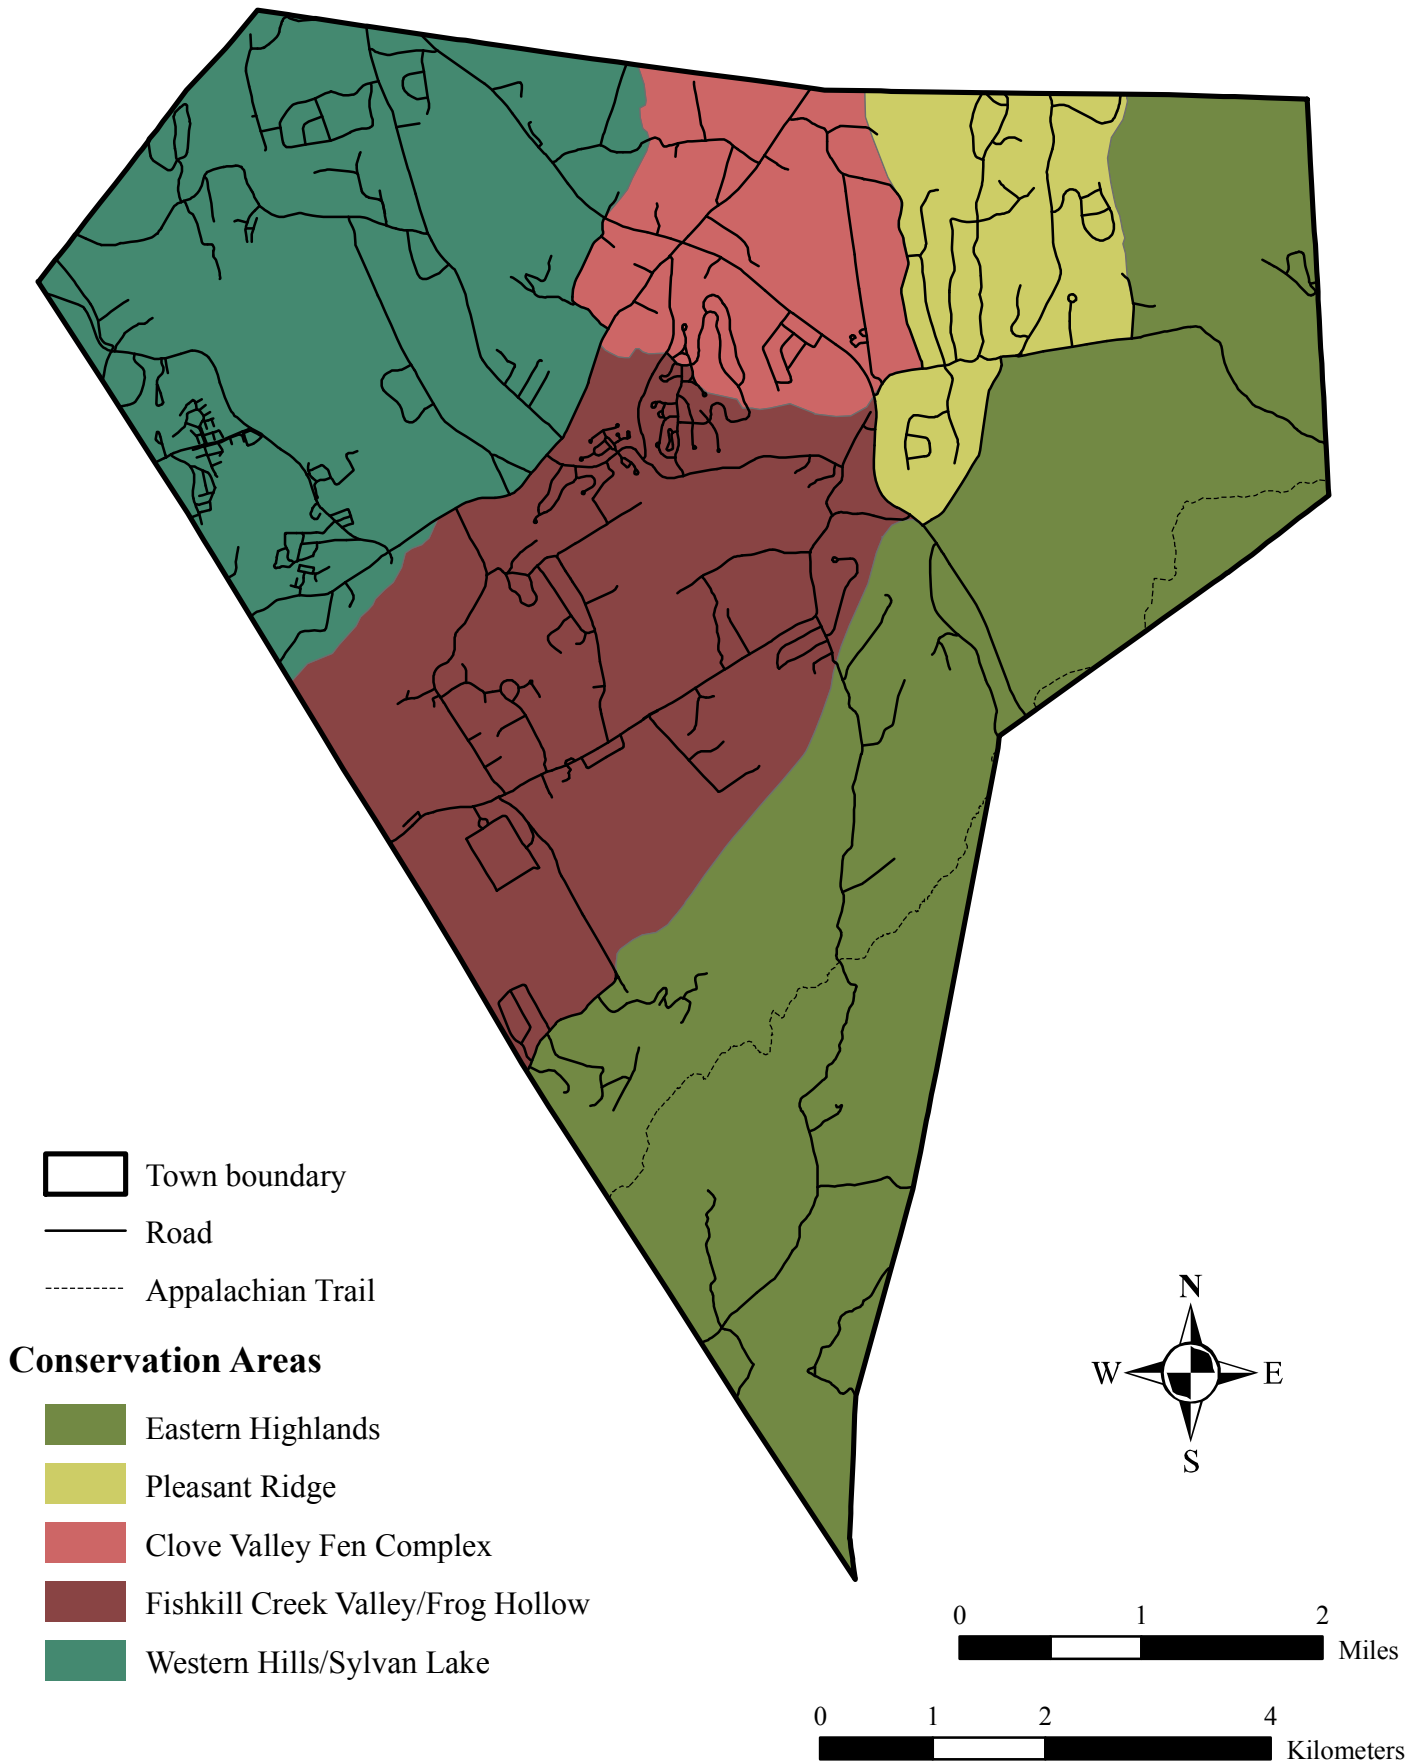 Town boundary
Road
Appalachian Trail
Conservation Areas
Eastern Highlands
Pleasant Ridge
Clove Valley Fen Complex
Fishkill Creek Valley/Frog Hollow
Western Hills/Sylvan Lake
N
W E
S
0 1 2
Miles
0 1 2 4
Kilometers